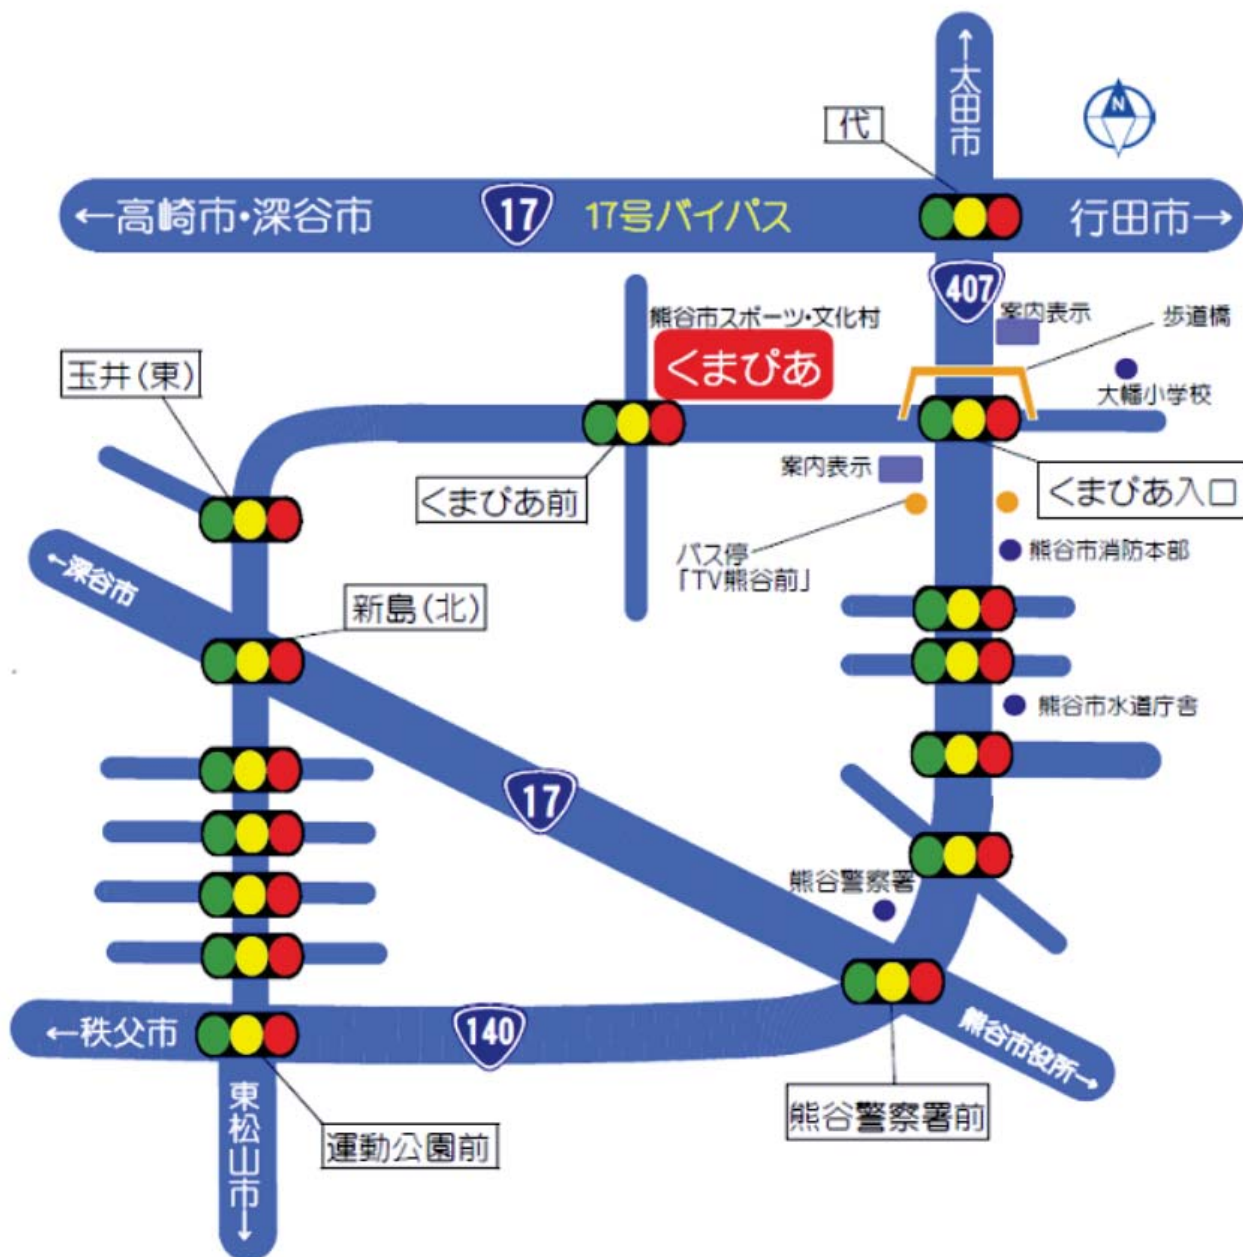 ↑太田市
N
代
←高崎市・深谷市
17
17号バイパス
行田市→
407
案内表示
歩道橋
熊谷市スポーツ・文化村
くまぴあ
玉井(東)
大幡小学校
くまぴあ前
案内表示
くまぴあ入口
←深谷市
バス停
「TV熊谷前」
熊谷市消防本部
新島(北)
熊谷市水道庁舎
17
熊谷警察署
←秩父市
140
熊谷市役所→
東松山市↓
運動公園前
熊谷警察署前